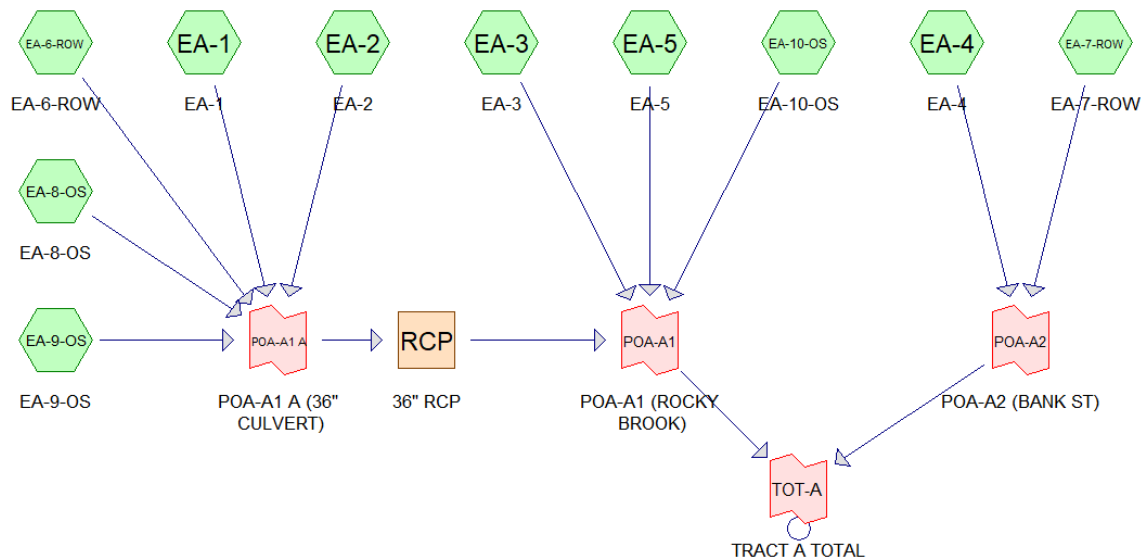 EA-6-ROW
EA-1
EA-2
EA-3
EA-5
EA-10-OS
EA-4
EA-7-ROW
EA-6-ROW
EA-1
EA-2
EA-3
EA-5
EA-10-OS
EA-4
EA-7-ROW
EA-8-OS
EA-8-OS
EA-9-OS
POA-A1 A
RCP
POA-A1
POA-A2
EA-9-OS
POA-A1 A (36"
CULVERT)
36" RCP
POA-A1 (ROCKY
BROOK)
POA-A2 (BANK ST)
TOT-A
TRACT A TOTAL